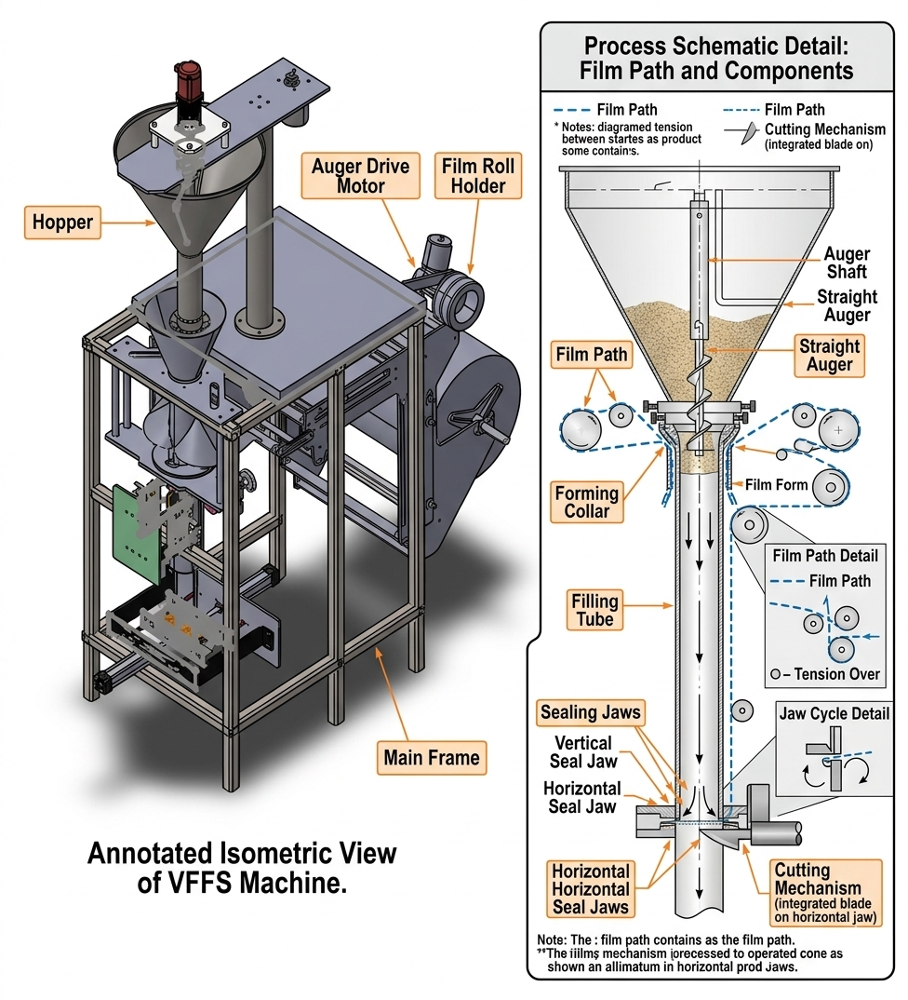 Process Schematic Detail:
Film Path and Components
Film Path
* Notes: diagramed tension
between startes as product
some contains.
Film Path
Cutting Mechanism
(integrated blade on)
Hopper
Auger Drive
Motor
Film Roll
Holder
Main Frame
Annotated Isometric View
of VFFS Machine.
Auger
Shaft
Straight
Auger
Straight
Auger
Film Path
Forming
Collar
Film Form
Film Path Detail
Film Path
– Tension Over
Filling
Tube
Sealing Jaws
Vertical
Seal Jaw
Horizontal
Seal Jaw
Jaw Cycle Detail
Horizontal
Horizontal
Seal Jaws
Cutting
Mechanism
(integrated blade
on horizontal jaw)
Note: The : film path contains as the film path.
The mechanism to operated cone as
shown an allimatum in horizontal prod Jaws.